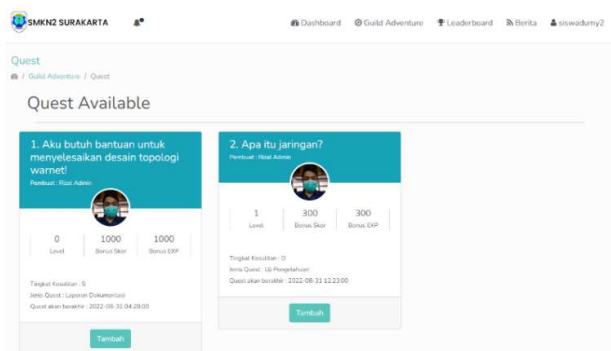 SMKN2 SURAKARTA
Dashboard
Guild Adventure
Leaderboard
Berita
siswadumy2
Quest
/ Guild Adventure / Quest
Quest Available
1. Aku butuh bantuan untuk
menyelesaikan desain topologi
warnet!
Pembuat : Rizal Admin
0
1000
1000
Level
Bonus Skor
Bonus EXP
Tingkat Kesulitan : S
Jenis Quest : Laporan Dokumentasi
Quest akan berakhir : 2022-08-31 04:28:00
Tambah
2. Apa itu jaringan?
Pembuat : Rizal Admin
1
300
300
Level
Bonus Skor
Bonus EXP
Tingkat Kesulitan : D
Jenis Quest : Uji Pengetahuan
Quest akan berakhir : 2022-08-31 12:23:00
Tambah